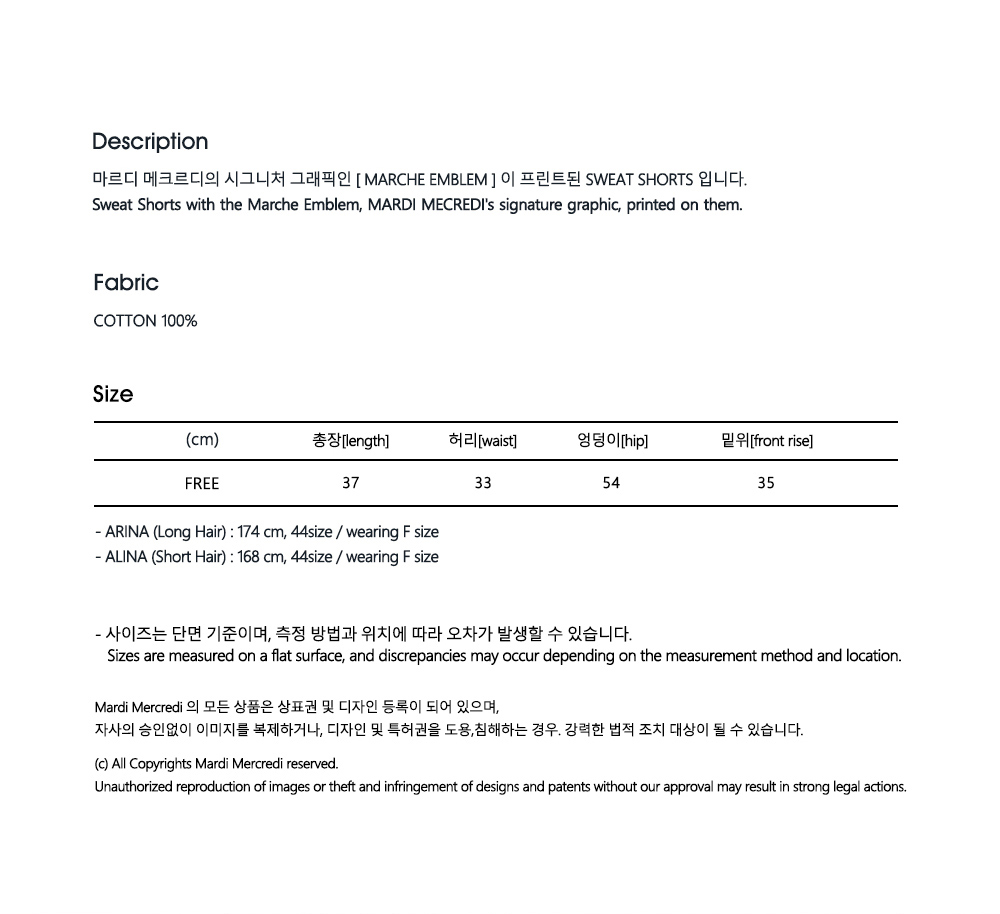 Description
마르디 메크르디의 시그니처 그래픽인 [ MARCHE EMBLEM ] 이 프린트된 SWEAT SHORTS 입니다.
Sweat Shorts with the Marche Emblem, MARDI MECREDI's signature graphic, printed on them.
Fabric
COTTON 100%
Size
(cm) 총장[length] 허리[waist] 엉덩이[hip] 밑위[front rise]
FREE 37 33 54 35
- ARINA (Long Hair) : 174 cm, 44size / wearing F size
- ALINA (Short Hair) : 168 cm, 44size / wearing F size
- 사이즈는 단면 기준이며, 측정 방법과 위치에 따라 오차가 발생할 수 있습니다.
Sizes are measured on a flat surface, and discrepancies may occur depending on the measurement method and location.
Mardi Mercredi 의 모든 상품은 상표권 및 디자인 등록이 되어 있으며,
자사의 승인없이 이미지를 복제하거나, 디자인 및 특허권을 도용,침해하는 경우. 강력한 법적 조치 대상이 될 수 있습니다.
(c) All Copyrights Mardi Mercredi reserved.
Unauthorized reproduction of images or theft and infringement of designs and patents without our approval may result in strong legal actions.